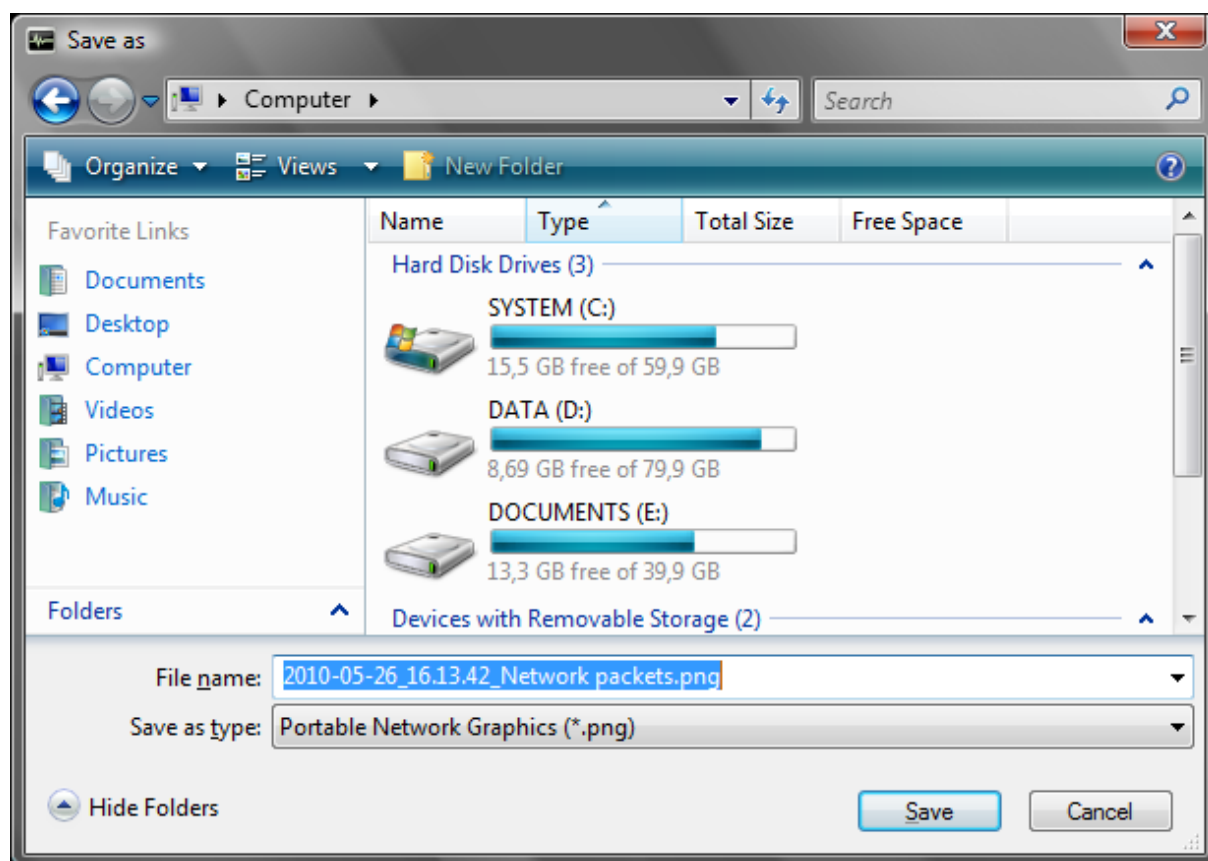 Save as
Computer
Search
Organize Views New Folder
Favorite Links
Documents
Desktop
Computer
Videos
Pictures
Music
Folders
Name Type Total Size Free Space
Hard Disk Drives (3)
SYSTEM (C:)
15,5 GB free of 59,9 GB
DATA (D:)
8,69 GB free of 79,9 GB
DOCUMENTS (E:)
13,3 GB free of 39,9 GB
Devices with Removable Storage (2)
File name: 2010-05-26_16.13.42_Network packets.png
Save as type: Portable Network Graphics (*.png)
Hide Folders
Save Cancel